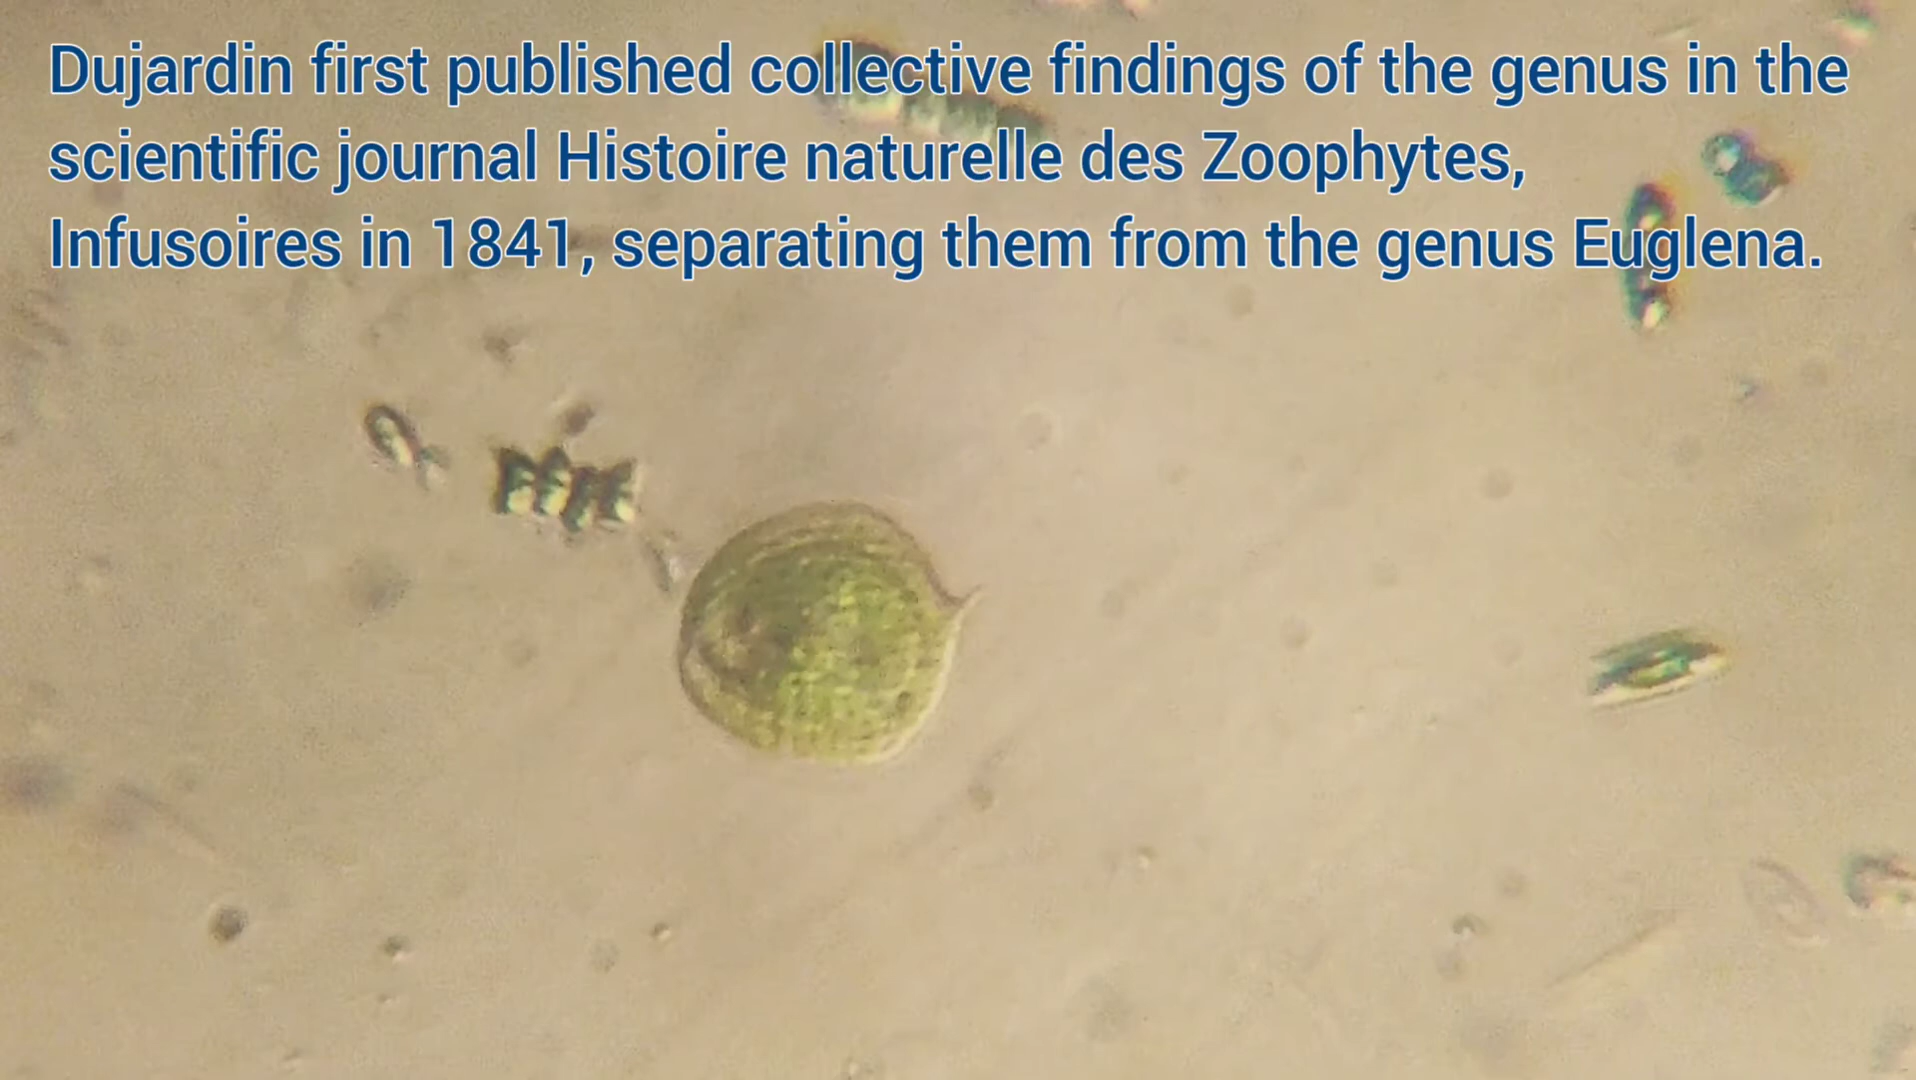 Dujardin first published collective findings of the genus in the
scientific journal Histoire naturelle des Zoophytes,
Infusoires in 1841, separating them from the genus Euglena.